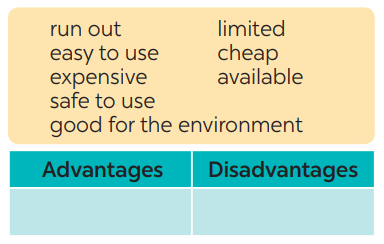 run out limited
easy to use cheap
expensive available
safe to use
good for the environment
Advantages Disadvantages